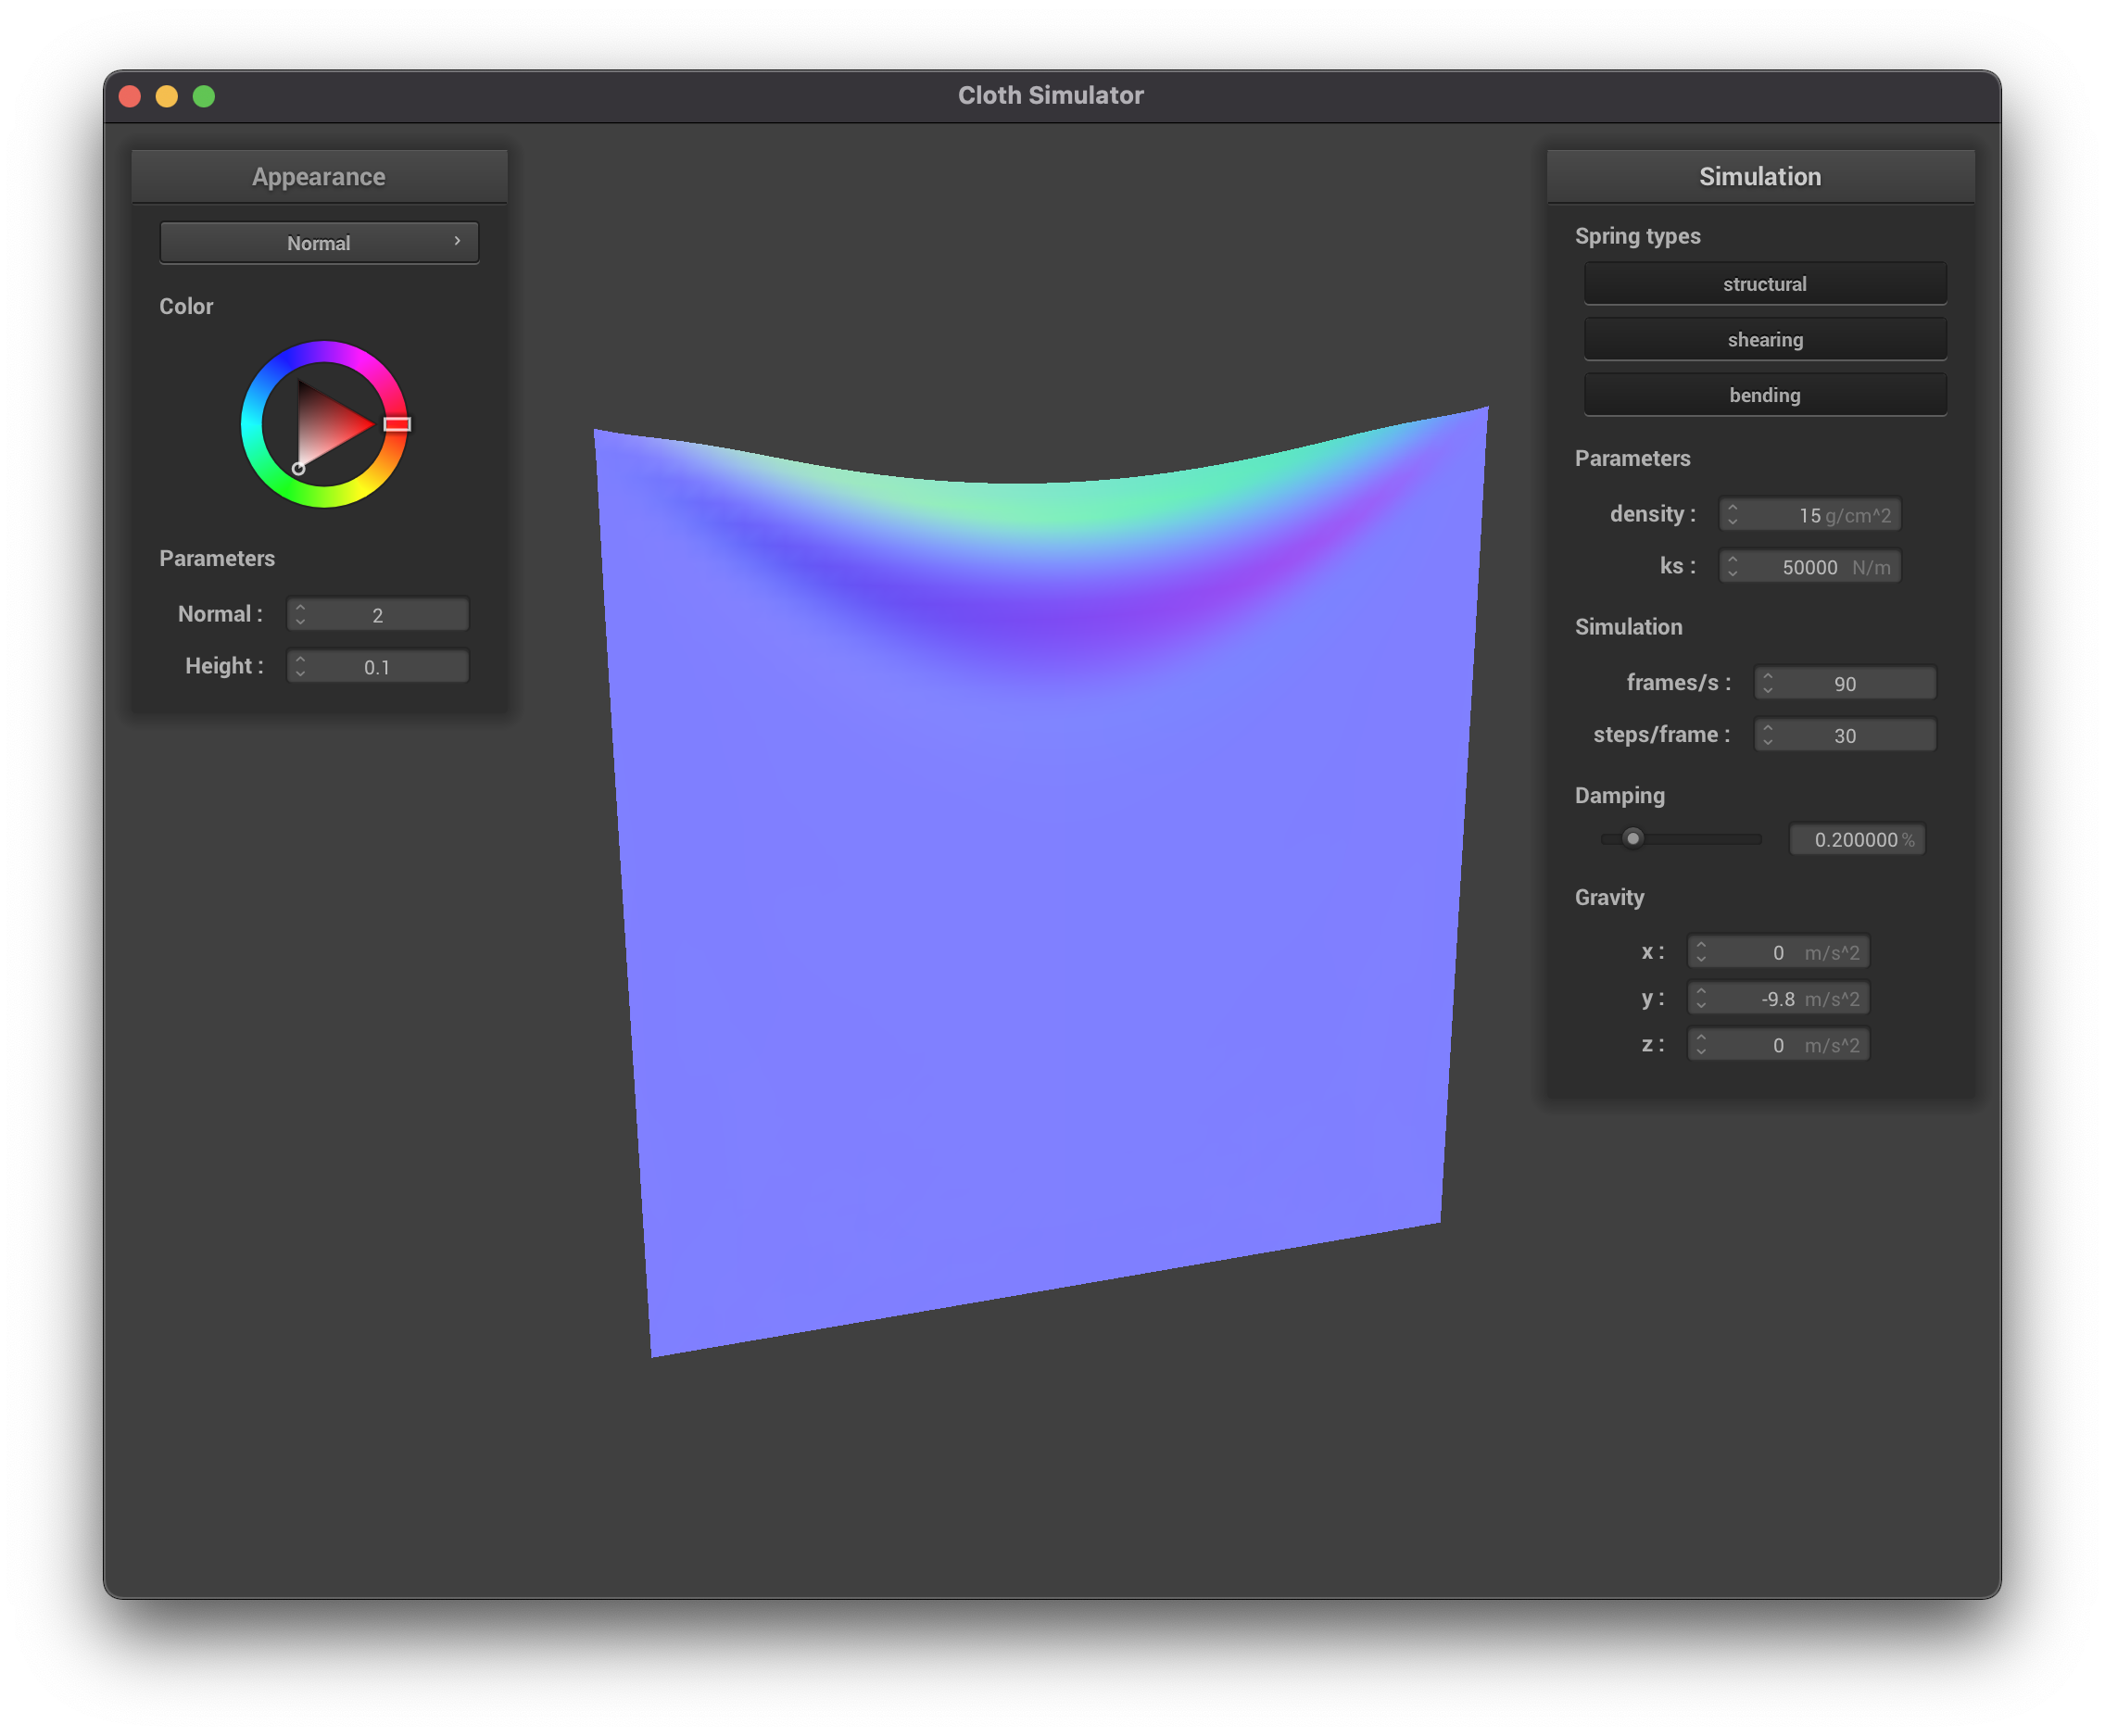 Cloth Simulator
Appearance
Normal
Color
Parameters
Normal : 2
Height : 0.1
Simulation
Spring types
structural
shearing
bending
Parameters
density : 15 g/cm^2
ks : 50000 N/m
Simulation
frames/s : 90
steps/frame : 30
Damping
0.200000 %
Gravity
x : 0 m/s^2
y : -9.8 m/s^2
z : 0 m/s^2